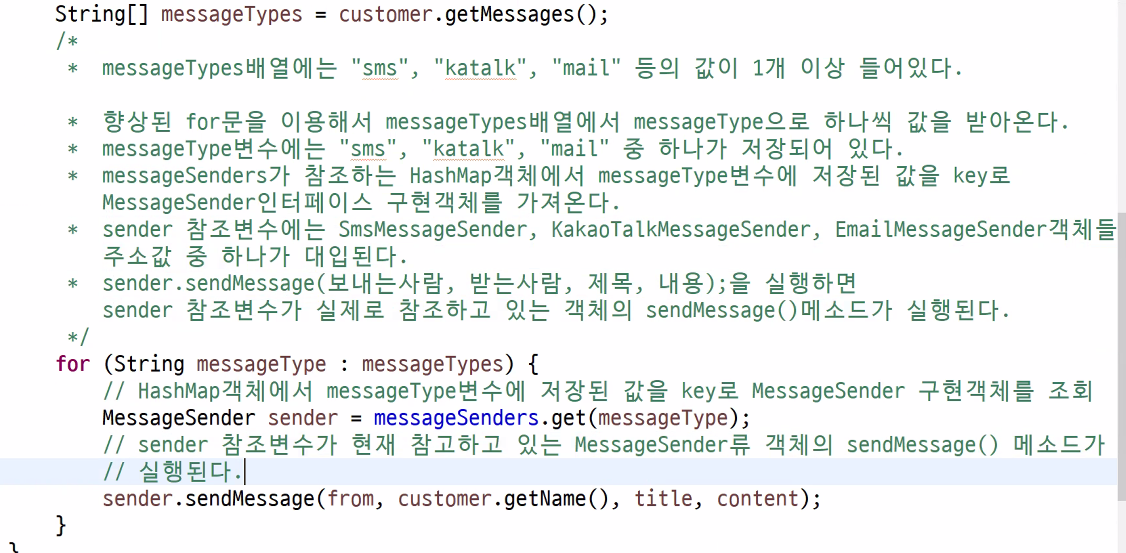 String[] messageTypes = customer.getMessages();
/*
* messageTypes배열에는 "sms", "katalk", "mail" 등의 값이 1개 이상 들어있다.
* 향상된 for문을 이용해서 messageTypes배열에서 messageType으로 하나씩 값을 받아온다.
* messageType변수에는 "sms", "katalk", "mail" 중 하나가 저장되어 있다.
* messageSenders가 참조하는 HashMap객체에서 messageType변수에 저장된 값을 key로
MessageSender인터페이스 구현객체를 가져온다.
* sender 참조변수에는 SmsMessageSender, KakaoTalkMessageSender, EmailMessageSender객체들
주소값 중 하나가 대입된다.
* sender.sendMessage(보내는사람, 받는사람, 제목, 내용);을 실행하면
sender 참조변수가 실제로 참조하고 있는 객체의 sendMessage()메소드가 실행된다.
*/
for (String messageType : messageTypes) {
// HashMap객체에서 messageType변수에 저장된 값을 key로 MessageSender 구현객체를 조회
MessageSender sender = messageSenders.get(messageType);
// sender 참조변수가 현재 참고하고 있는 MessageSender류 객체의 sendMessage() 메소드가
// 실행된다.
sender.sendMessage(from, customer.getName(), title, content);
}
}